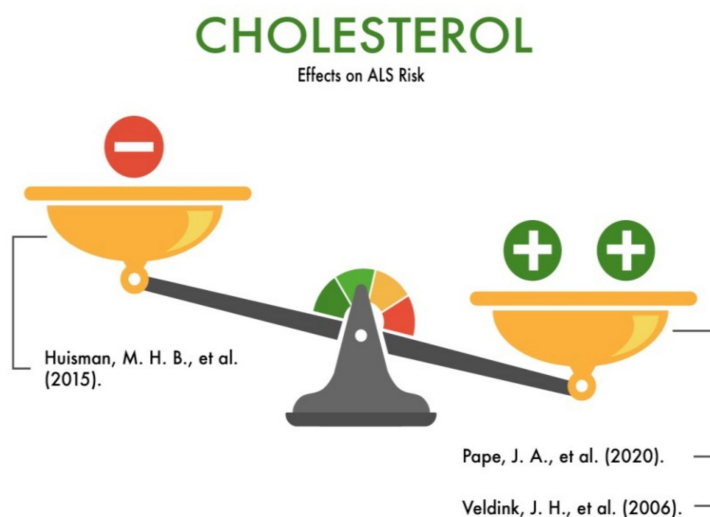 CHOLESTEROL
Effects on ALS Risk
Huisman, M. H. B., et al.
(2015).
Pape, J. A., et al. (2020).
Veldink, J. H., et al. (2006).